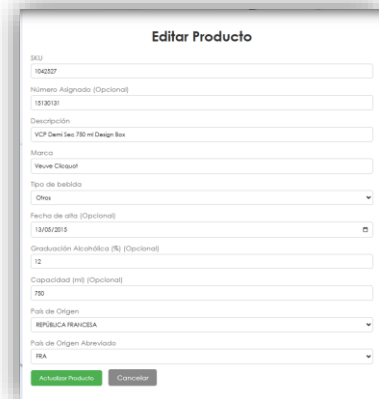 Editar Producto
SKU
1042527
Número Asignado (Opcional)
15130131
Descripción
VCP Demi Sec 750 ml Design Box
Marca
Veuve Clicquot
Tipo de bebida
Otros
Fecha de alta (Opcional)
13/05/2015
Graduación Alcohólica (%) (Opcional)
12
Capacidad (ml) (Opcional)
750
País de Origen
REPÚBLICA FRANCESA
País de Origen Abreviado
FRA
Actualizar Producto Cancelar